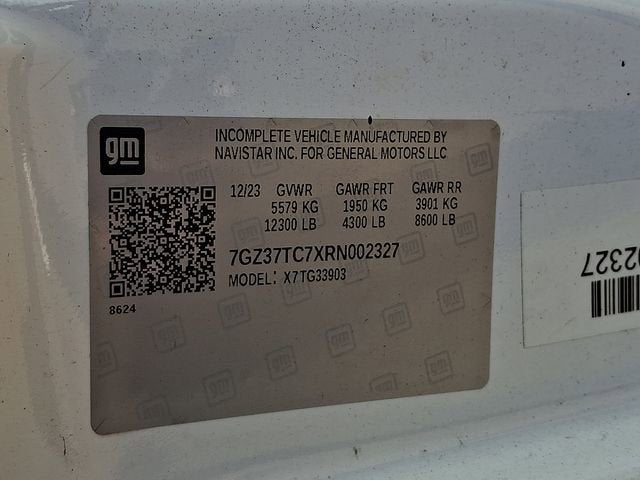 gm
INCOMPLETE VEHICLE MANUFACTURED BY
NAVISTAR INC. FOR GENERAL MOTORS LLC
12/23 GVWR GAWR FRT GAWR RR
5579 KG 1950 KG 3901 KG
12300 LB 4300 LB 8600 LB
7GZ37TC7XRN002327
MODEL: X7TG33903
8624
02327